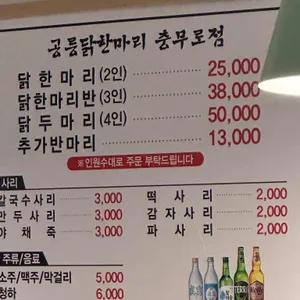 공릉닭한마리 충무로점
닭한마리(2인) 25,000
닭한마리반(3인) 38,000
닭두마리(4인) 50,000
추가반마리 13,000
※인원수대로 주문 부탁드립니다
사리
칼국수사리 3,000
만두사리 3,000
야채죽 3,000
떡사리 2,000
감자사리 2,000
파사리 2,000
주류/음료
소주/맥주/막걸리 5,000
청하 6,000